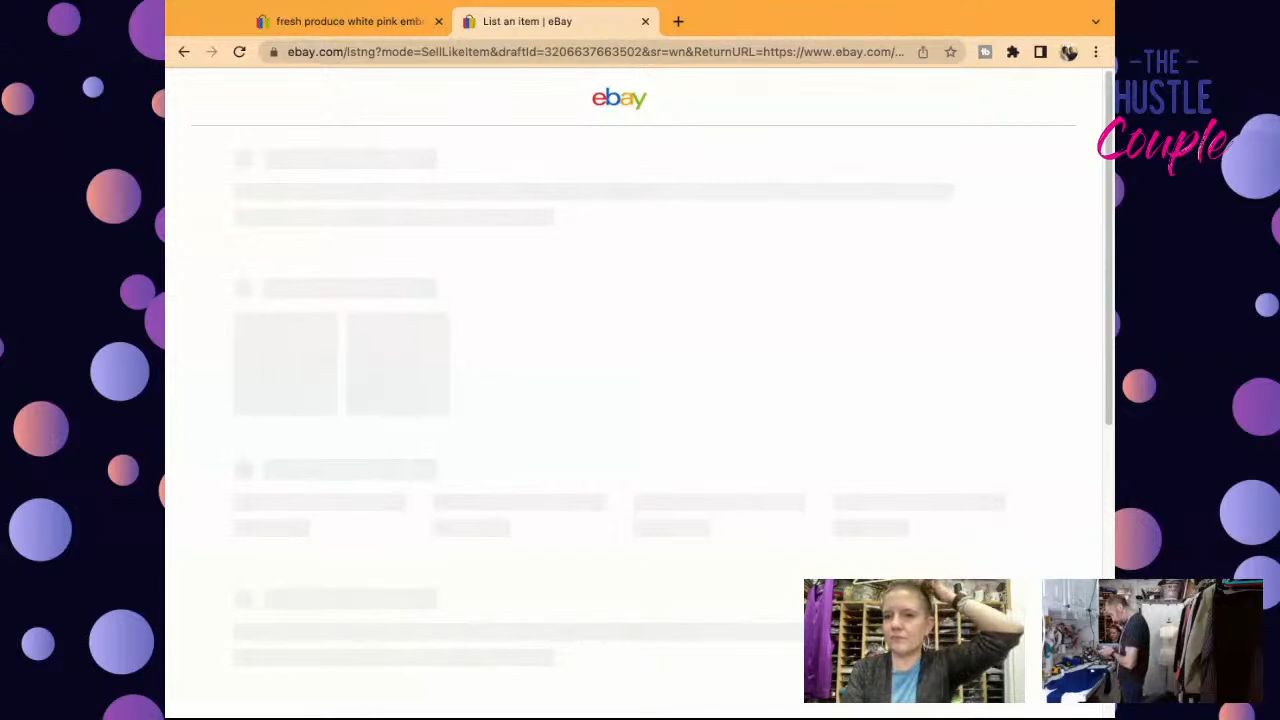 fresh produce white pink emb
List an item | eBay
ebay.com/lstng?mode=SellLikeItem&draftId=3206637663502&sr=wn&ReturnURL=https://www.ebay.com/...
ebay
-THE-
HUSTLE
Couple